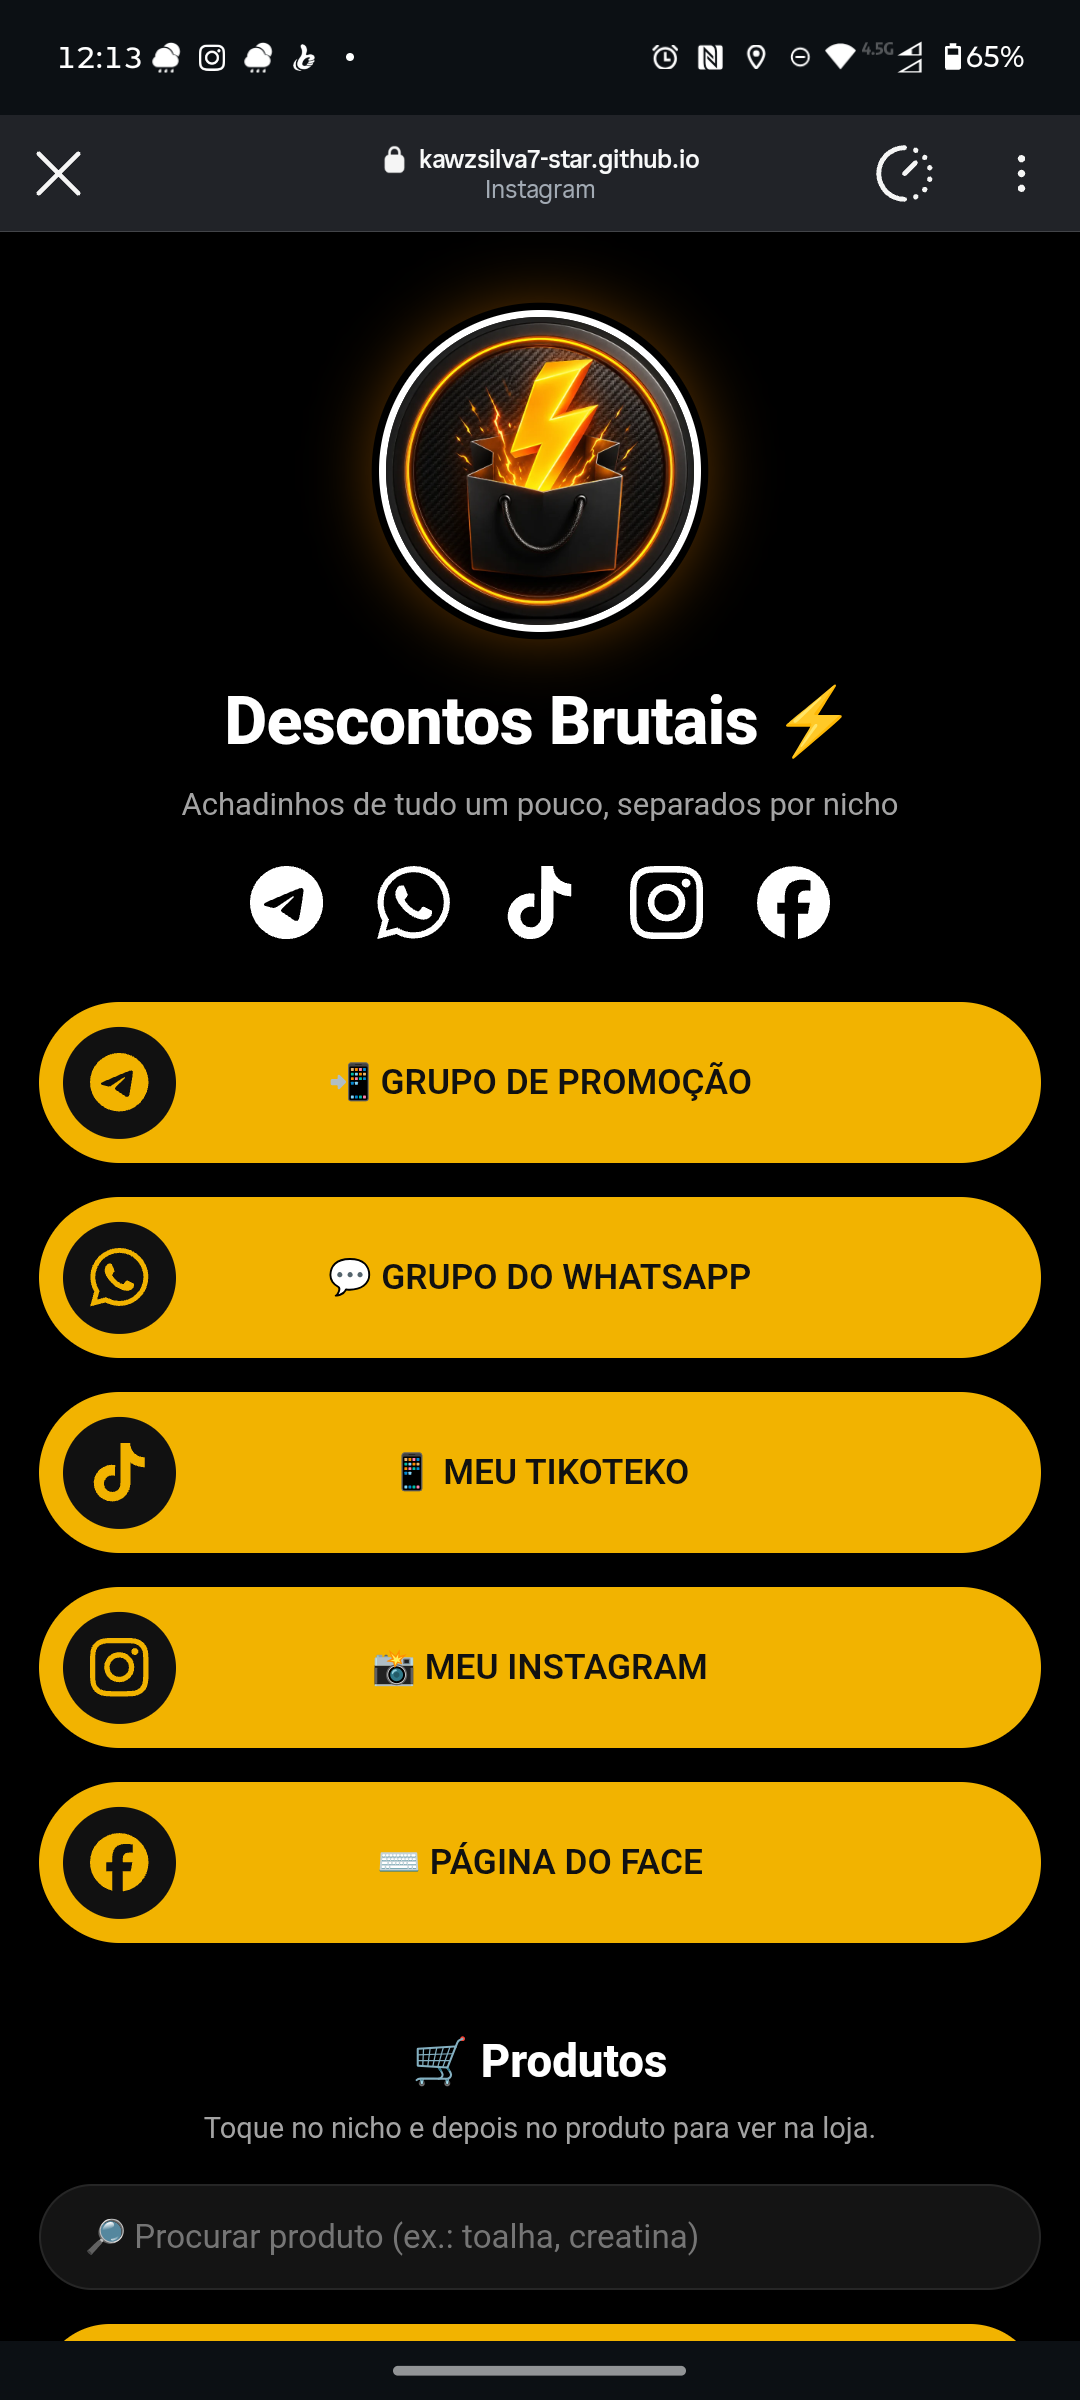 12:13
4.5G
65%
kawzsilva7-star.github.io
Instagram
Descontos Brutais ⚡
Achadinhos de tudo um pouco, separados por nicho
📲 GRUPO DE PROMOÇÃO
💬 GRUPO DO WHATSAPP
📱 MEU TIKOTEKO
📸 MEU INSTAGRAM
⌨️ PÁGINA DO FACE
🛒 Produtos
Toque no nicho e depois no produto para ver na loja.
🔎 Procurar produto (ex.: toalha, creatina)